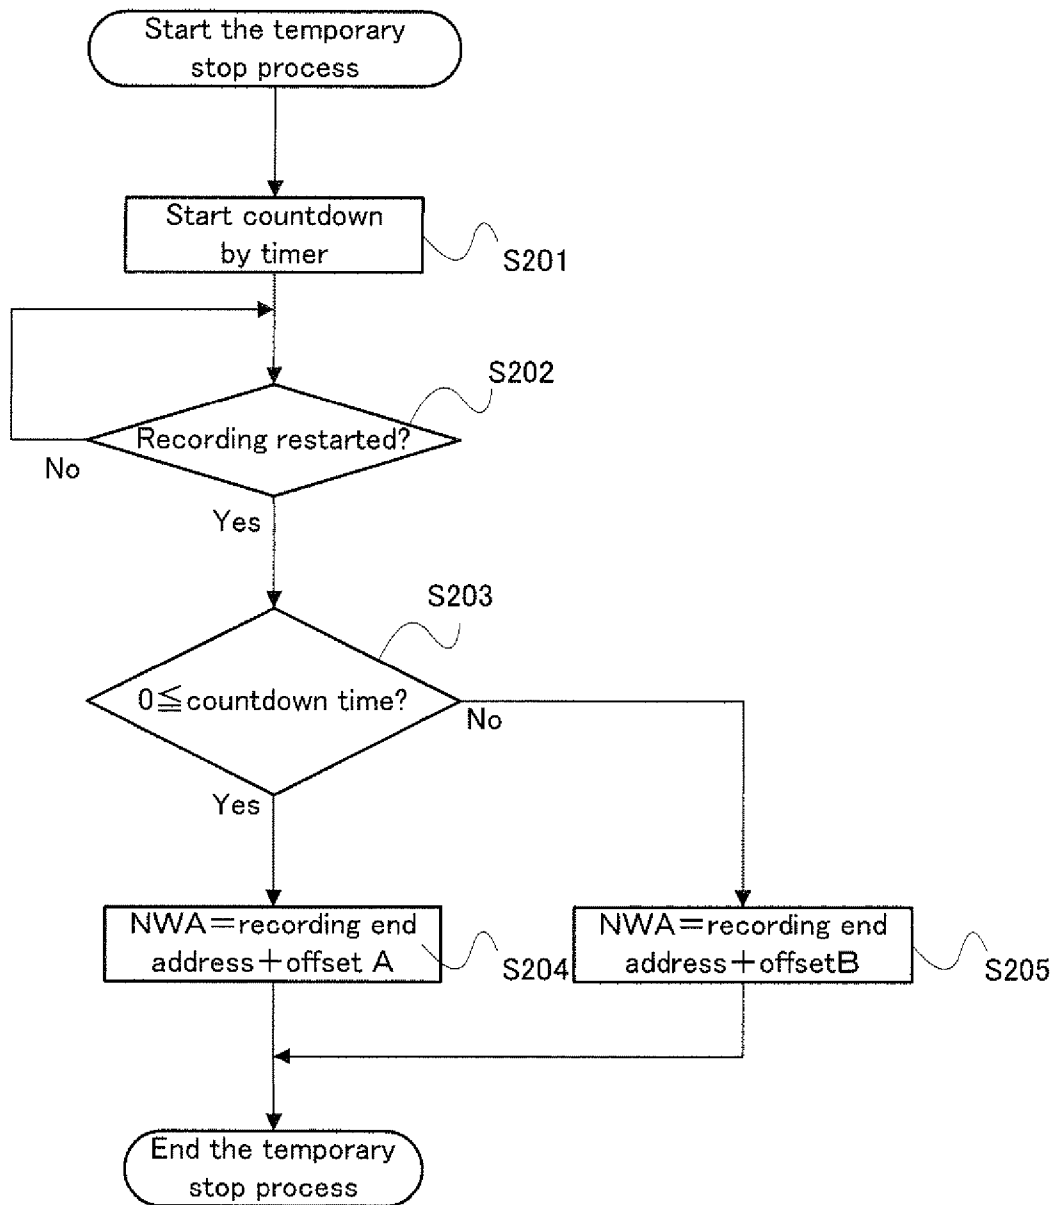 Start the temporary
stop process
Start countdown
by timer
S201
S202
Recording restarted?
No
Yes
S203
0≦countdown time?
No
Yes
NWA=recording end
address+offset A
S204
NWA=recording end
address+offsetB
S205
End the temporary
stop process